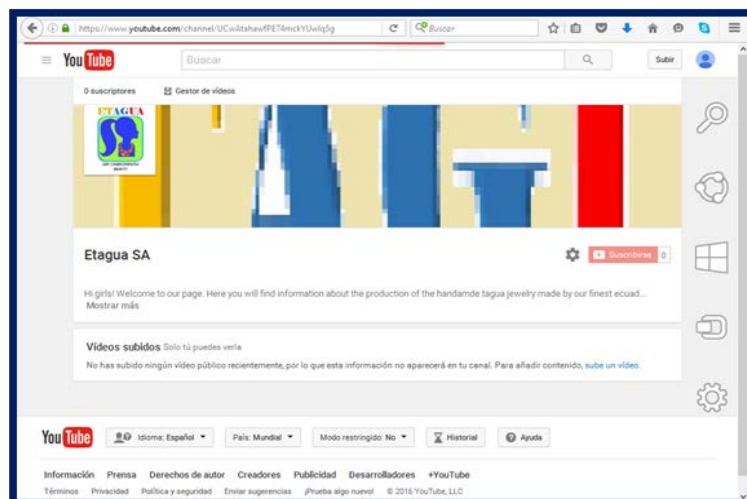 https://www.youtube.com/channel/UCwAtahawfPE74mckYUwIq5g
Buscar
YouTube
Buscar
Subir
0 suscriptores
Gestor de vídeos
ETAGUA
Etagua SA
Suscribirse 0
Hi girls! Welcome to our page. Here you will find information about the production of the handamde tagua jewelry made by our finest ecuad...
Mostrar más
Vídeos subidos Solo tú puedes verla
No has subido ningún vídeo público recientemente, por lo que esta información no aparecerá en tu canal. Para añadir contenido, sube un vídeo.
YouTube
Idioma: Español
País: Mundial
Modo restringido: No
Historial
Ayuda
Información Prensa Derechos de autor Creadores Publicidad Desarrolladores +YouTube
Términos Privacidad Política y seguridad Enviar sugerencias ¡Prueba algo nuevo! © 2016 YouTube, LLC